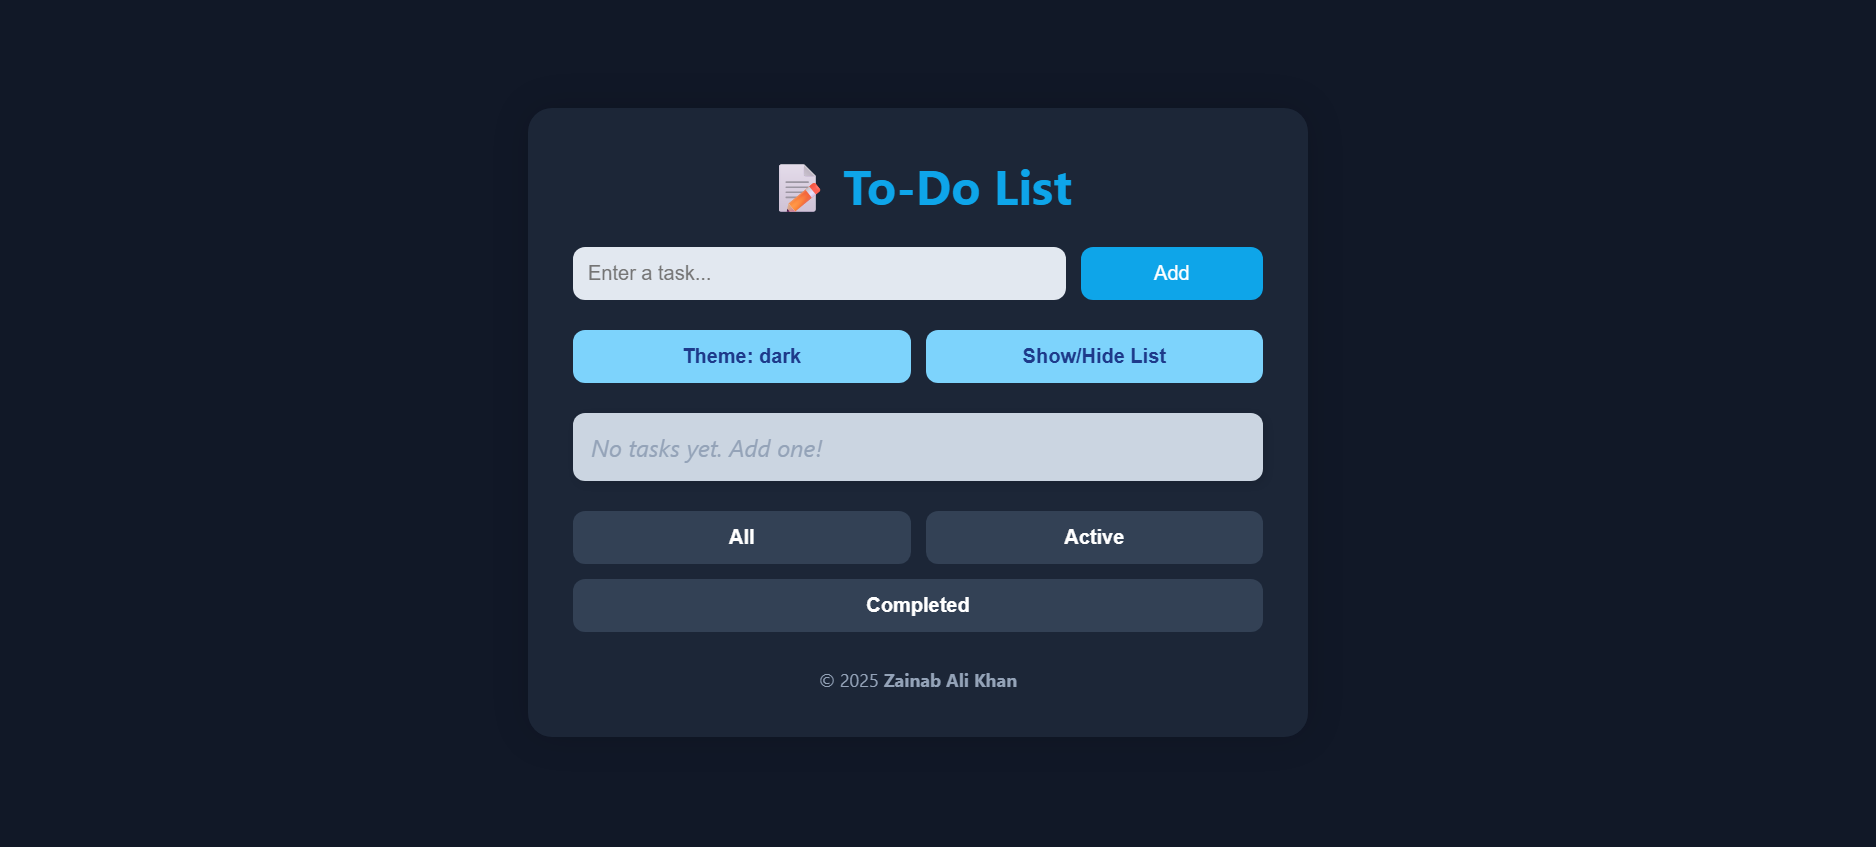 To-Do List
Enter a task...
Add
Theme: dark
Show/Hide List
No tasks yet. Add one!
All
Active
Completed
© 2025 Zainab Ali Khan